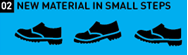 02 NEW MATERIAL IN SMALL STEPS